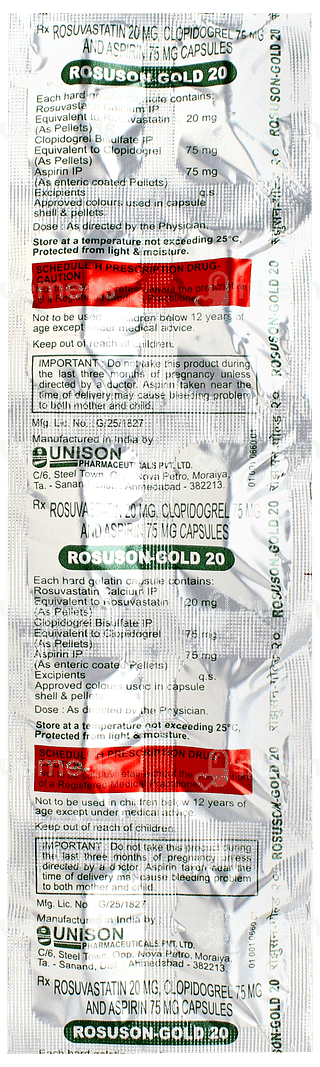 Rx ROSUVASTATIN 20 MG, CLOPIDOGREL 75 MG
AND ASPIRIN 75 MG CAPSULES
ROSUSON-GOLD 20
Each hard contains:
Rosuvastat Calcium IP
Equivalent to Rosuvastatin 20 mg
(As Pellets)
Clopidogrel Bisulfate IP
Equivalent to Clopidogrel 75 mg
(As Pellets)
Aspirin IP 75 mg
(As enteric coated Pellets)
Excipients q.s.
Approved colours used in capsule
shell & pellets.
Dose : As directed by the Physician.
Store at a temperature not exceeding 25°C,
Protected from light & moisture.
SCHEDULE H PRESCRIPTION DRUG-
CAUTION
the prescription
of a Registered
Not to be used children below 12 years of
age except under medical advice.
Keep out of reach of children.
IMPORTANT : Do not take this product during
the last three months of pregnancy unless
directed by a doctor. Aspirin taken near the
time of delivery may cause bleeding problem
to both mother and child.
Mfg. Lic. No. : G/25/1827
Manufactured in India by
UNISON
PHARMACEUTICALS PVT. LTD.
C/6, Steel Town, Opp. Nova Petro, Moraiya,
Ta. - Sanand, Dist. Ahmedabad - 382213.
Rx ROSUVASTATIN 20 MG, CLOPIDOGREL 75 MG
AND ASPIRIN 75 MG CAPSULES
ROSUSON-GOLD 20
Each hard gelatin capsule contains:
Rosuvastatin Calcium IP
Equivalent to Rosuvastatin 20 mg
(As Pellets)
Clopidogrel Bisulfate IP
Equivalent to Clopidogrel 75 mg
(As Pellets)
Aspirin IP 75 mg
(As enteric coated Pellets)
Excipients q.s.
Approved colours used in capsule
shell & pellets.
Dose : As directed by the Physician.
Store at a temperature not exceeding 25°C,
Protected from light & moisture.
SCHEDULE H PRESCRIPTION DRUG-
without the
of a Registered Medical
Not to be used in children below 12 years of
age except under medical advice.
Keep out of reach of children.
IMPORTANT : Do not take this product during
the last three months of pregnancy unless
directed by a doctor. Aspirin taken near the
time of delivery may cause bleeding problem
to both mother and child.
Mfg. Lic. No. : G/25/1827
Manufactured in India by:
UNISON
PHARMACEUTICALS PVT. LTD.
C/6, Steel Town, Opp. Nova Petro, Moraiya,
Ta. - Sanand, Dist. Ahmedabad - 382213.
Rx ROSUVASTATIN 20 MG, CLOPIDOGREL 75 MG
AND ASPIRIN 75 MG CAPSULES
ROSUSON-GOLD 20
ROSUSON-GOLD 20
ROSUSON-GOLD 20
ROSUSON-GOLD 20
ROSUSON-GOLD 20